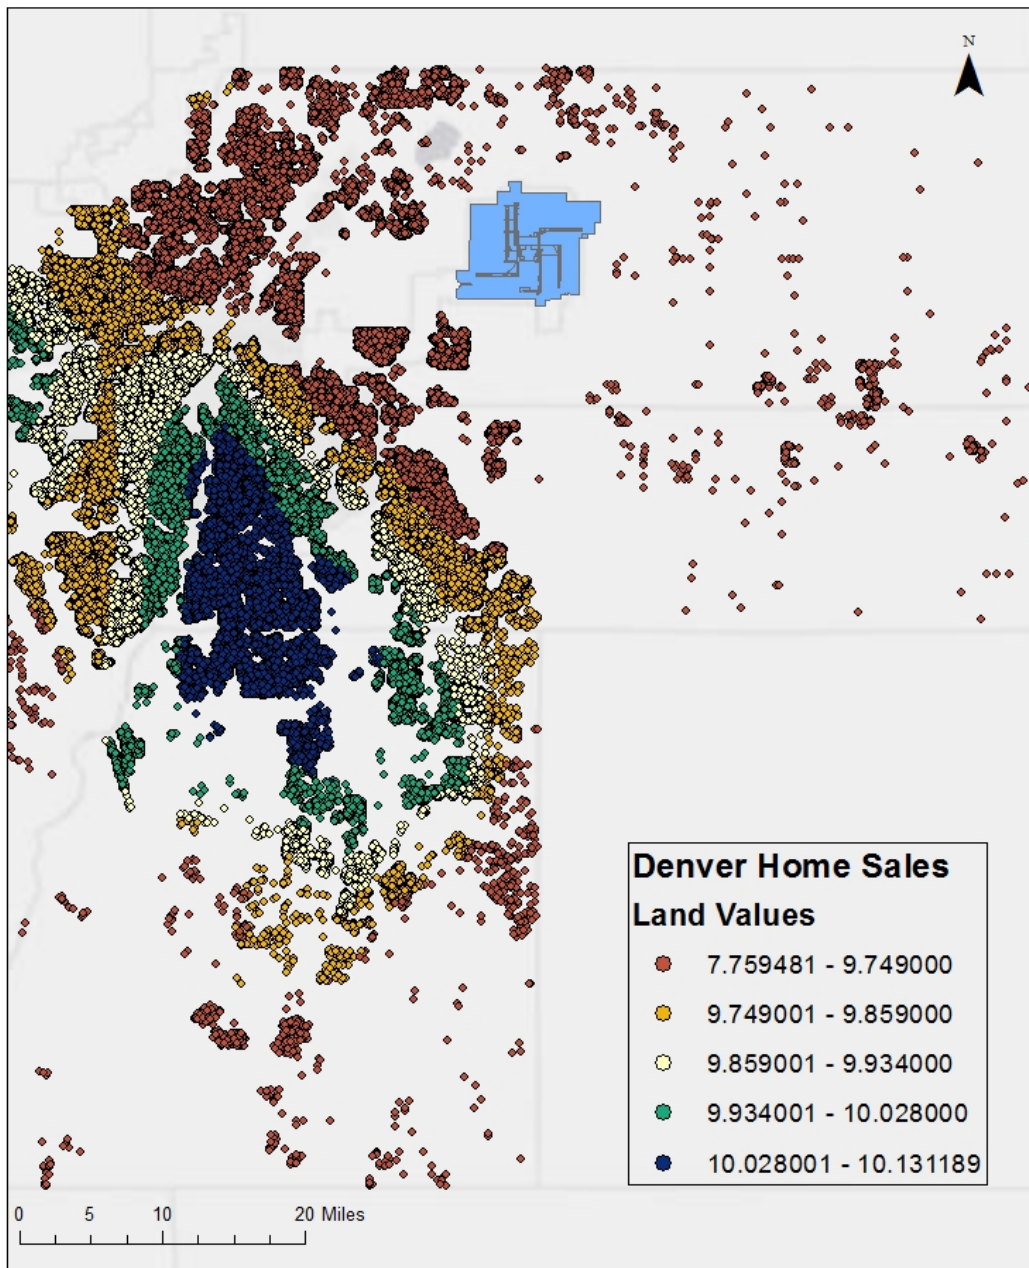 N
Denver Home Sales
Land Values
7.759481 - 9.749000
9.749001 - 9.859000
9.859001 - 9.934000
9.934001 - 10.028000
10.028001 - 10.131189
0 5 10 20 Miles